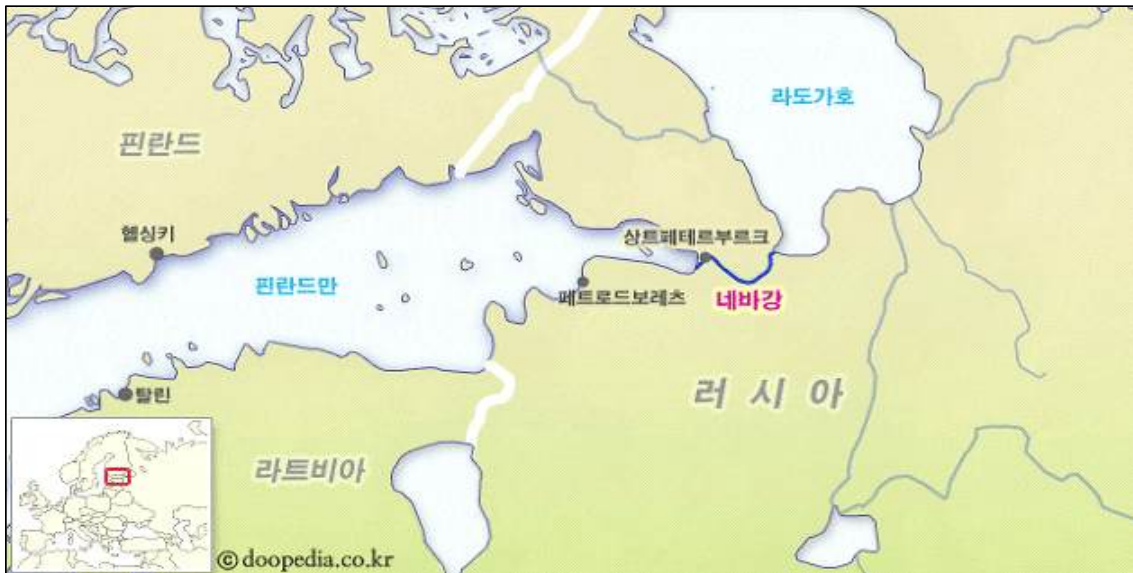 라도가호
핀란드
헬싱키
상트페테르부르크
핀란드만
페트로드보레츠
네바강
탈린
러 시 아
라트비아
© doopedia.co.kr